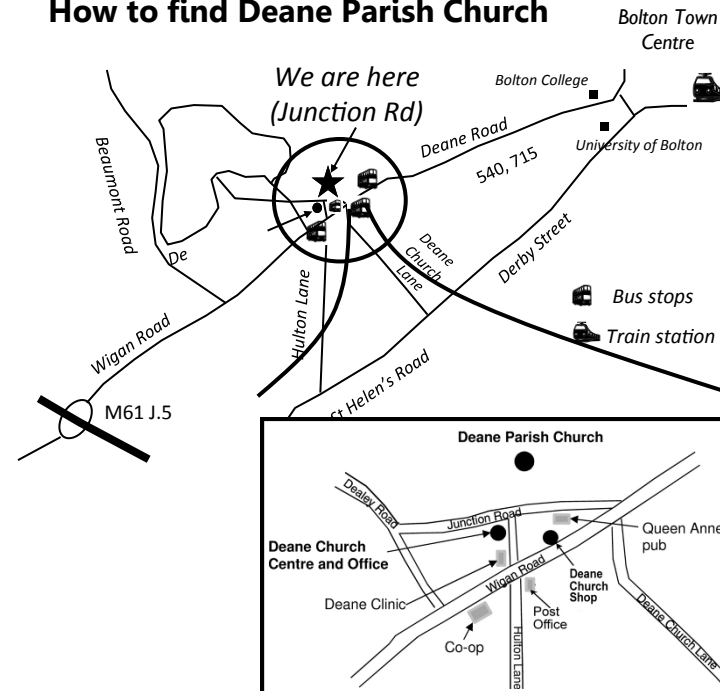 How to find Deane Parish Church
Bolton Town
Centre
We are here
(Junction Rd)
Bolton College
Deane Road
University of Bolton
540, 715
Beaumont Road
De
Deane
Church
Lane
Derby Street
Hulton Lane
Bus stops
Train station
Wigan Road
St Helen's Road
M61 J.5
Deane Parish Church
Dealey Road
Junction Road
Queen Anne
pub
Deane Church
Centre and Office
Wigan Road
Deane
Church
Shop
Deane Clinic
Post
Office
Deane Church Lane
Co-op
Hulton Lane